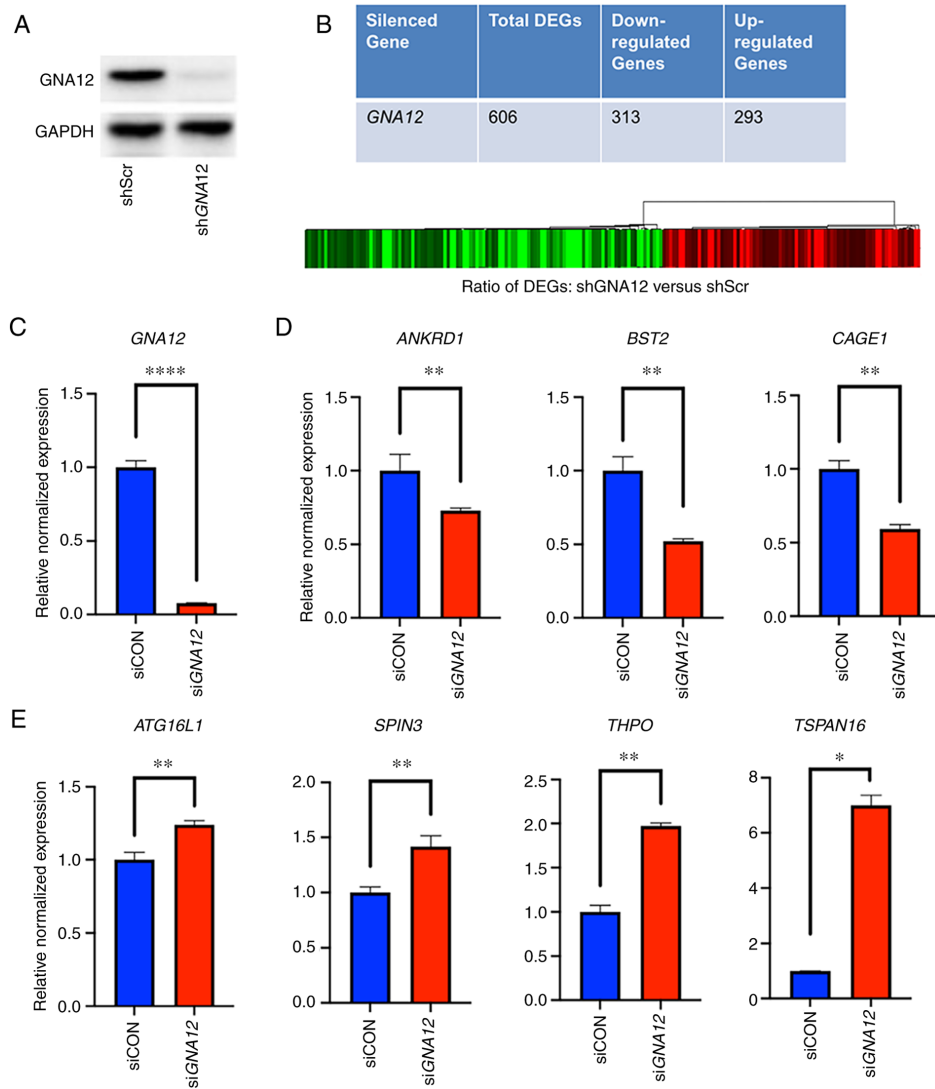 A
GNA12
GAPDH
shScr
shGNA12
B
Silenced Gene
Total DEGs
Down-regulated Genes
Up-regulated Genes
GNA12
606
313
293
Ratio of DEGs: shGNA12 versus shScr
C
GNA12
Relative normalized expression
1.5
1.0
0.5
0.0
****
siCON
siGNA12
D
ANKRD1
Relative normalized expression
1.5
1.0
0.5
0.0
**
siCON
siGNA12
BST2
1.5
1.0
0.5
0.0
**
siCON
siGNA12
CAGE1
1.5
1.0
0.5
0.0
**
siCON
siGNA12
E
ATG16L1
Relative normalized expression
1.5
1.0
0.5
0.0
**
siCON
siGNA12
SPIN3
2.0
1.5
1.0
0.5
0.0
**
siCON
siGNA12
THPO
2.5
2.0
1.5
1.0
0.5
0.0
**
siCON
siGNA12
TSPAN16
8
6
4
2
0
*
siCON
siGNA12